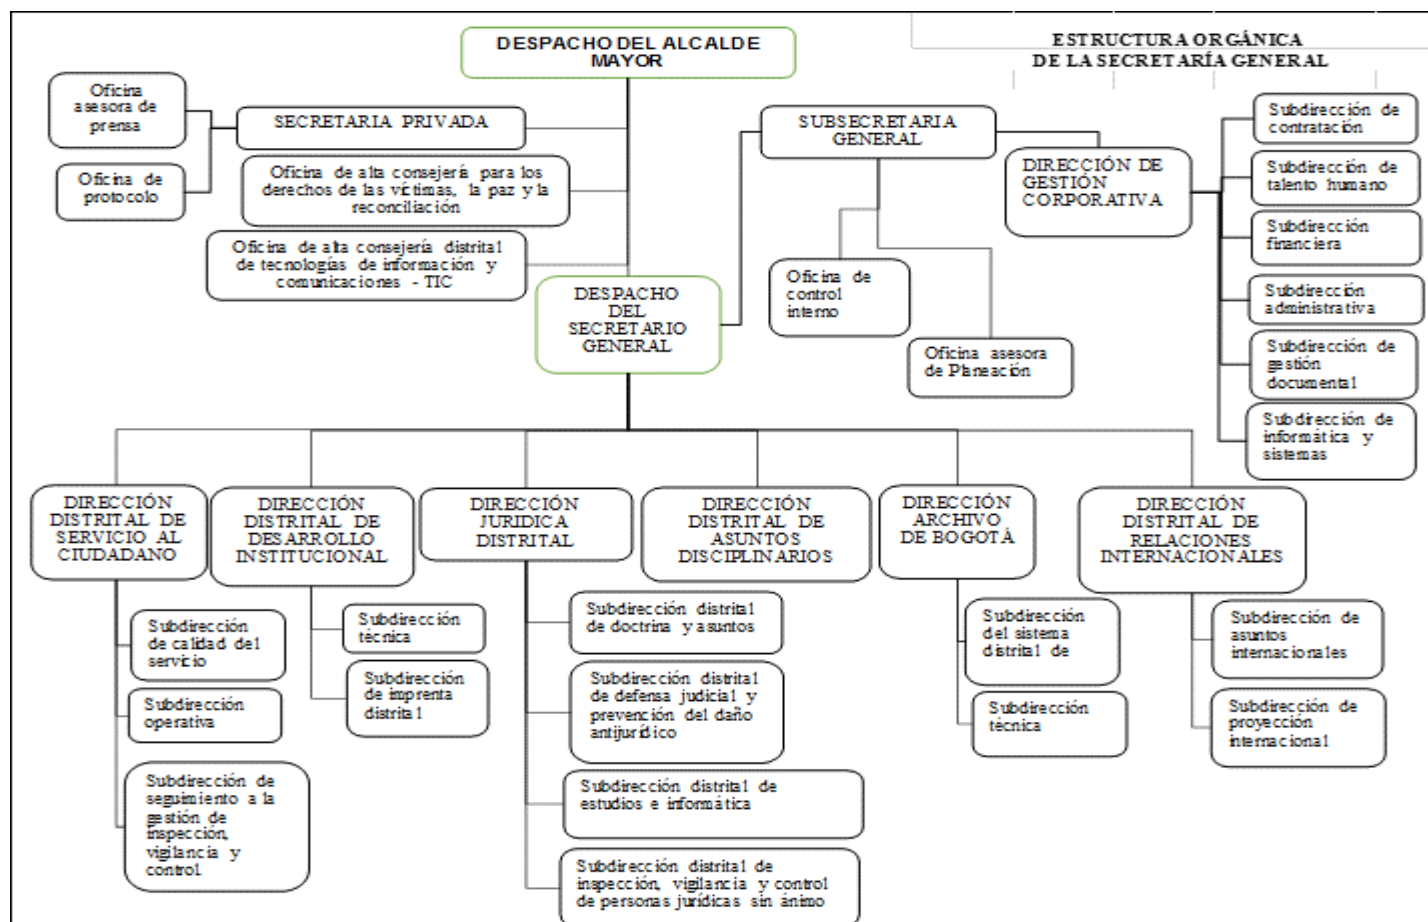 DESPACHO DEL ALCALDE
MAYOR
ESTRUCTURA ORGÁNICA
DE LA SECRETARÍA GENERAL
Oficina
asesora de
prensa
Oficina de
protocolo
SECRETARIA PRIVADA
Oficina de alta consejería para los
derechos de las víctimas, la paz y la
reconciliación
Oficina de alta consejería distrital
de tecnologías de información y
comunicaciones - TIC
DESPACHO
DEL
SECRETARIO
GENERAL
SUBSECRETARIA
GENERAL
Oficina de
control
interno
Oficina asesora
de Planeación
DIRECCIÓN DE
GESTIÓN
CORPORATIVA
Subdirección de
contratación
Subdirección de
talento humano
Subdirección
financiera
Subdirección
administrativa
Subdirección de
gestión
documental
Subdirección de
informática y
sistemas
DIRECCIÓN
DISTRITAL DE
SERVICIO AL
CIUDADANO
Subdirección
de calidad del
servicio
Subdirección
operativa
Subdirección de
seguimiento a la
gestión de
inspección,
vigilancia y
control
DIRECCIÓN
DISTRITAL DE
DESARROLLO
INSTITUCIONAL
Subdirección
técnica
Subdirección
de imprenta
distrital
DIRECCIÓN
JURIDICA
DISTRITAL
Subdirección distrital
de doctrina y asuntos
Subdirección distrital
de defensa judicial y
prevención del daño
antijurídico
Subdirección distrital de
estudios e informática
Subdirección distrital de
inspección, vigilancia y control
de personas jurídicas sin ánimo
DIRECCIÓN
DISTRITAL DE
ASUNTOS
DISCIPLINARIOS
DIRECCIÓN
ARCHIVO
DE BOGOTÁ
Subdirección
del sistema
distrital de
Subdirección
técnica
DIRECCIÓN
DISTRITAL DE
RELACIONES
INTERNACIONALES
Subdirección de
asuntos
internacionales
Subdirección de
proyección
internacional